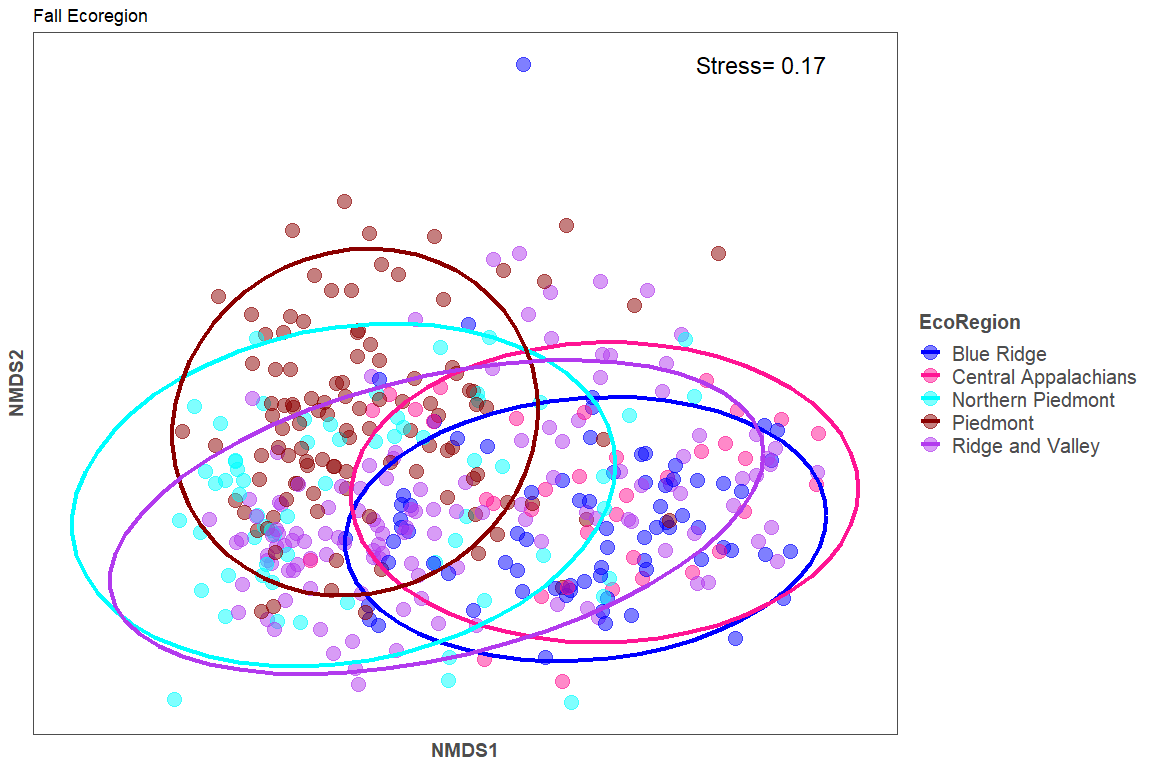 Fall Ecoregion
Stress= 0.17
NMDS2
NMDS1
EcoRegion
Blue Ridge
Central Appalachians
Northern Piedmont
Piedmont
Ridge and Valley